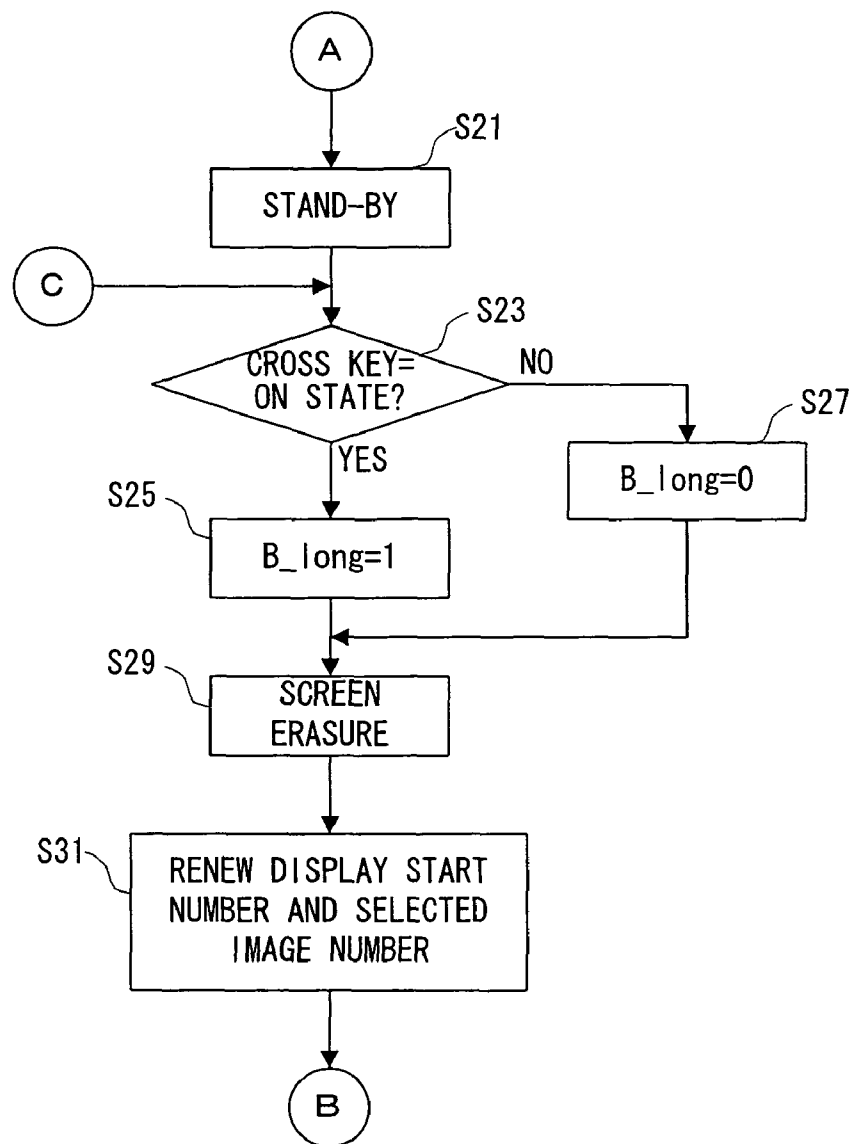 A
S21
STAND-BY
C
S23
CROSS KEY=
ON STATE?
NO
S27
YES
B_long=0
S25
B_long=1
S29
SCREEN
ERASURE
S31
RENEW DISPLAY START
NUMBER AND SELECTED
IMAGE NUMBER
B